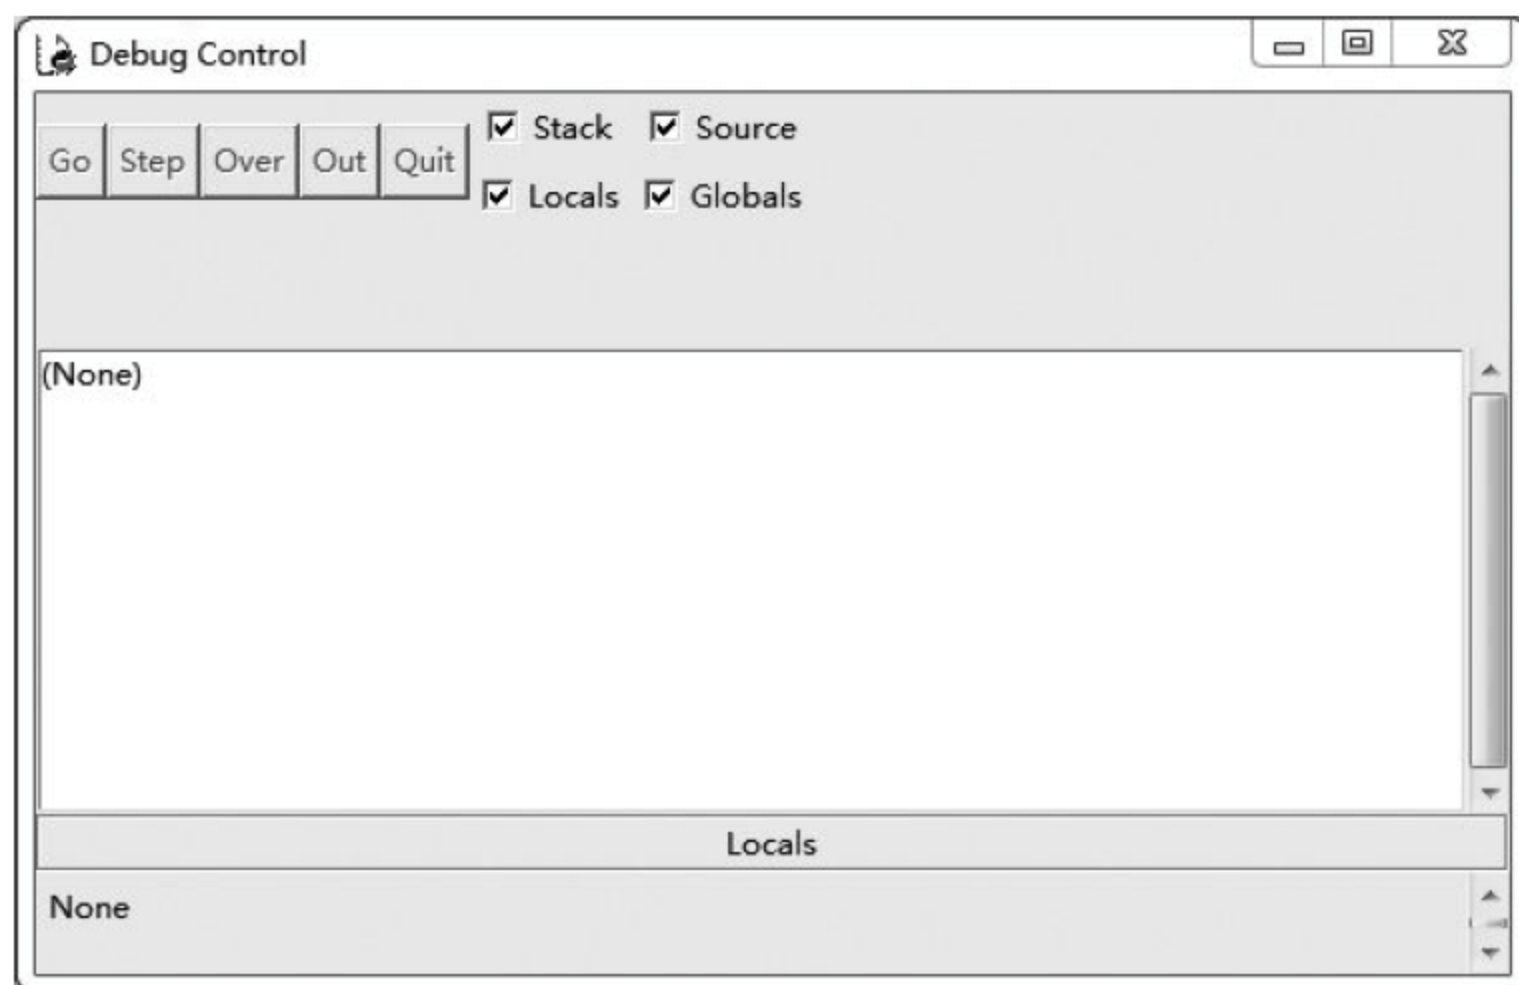 Debug Control
Go Step Over Out Quit
Stack Source
Locals Globals
(None)
Locals
None